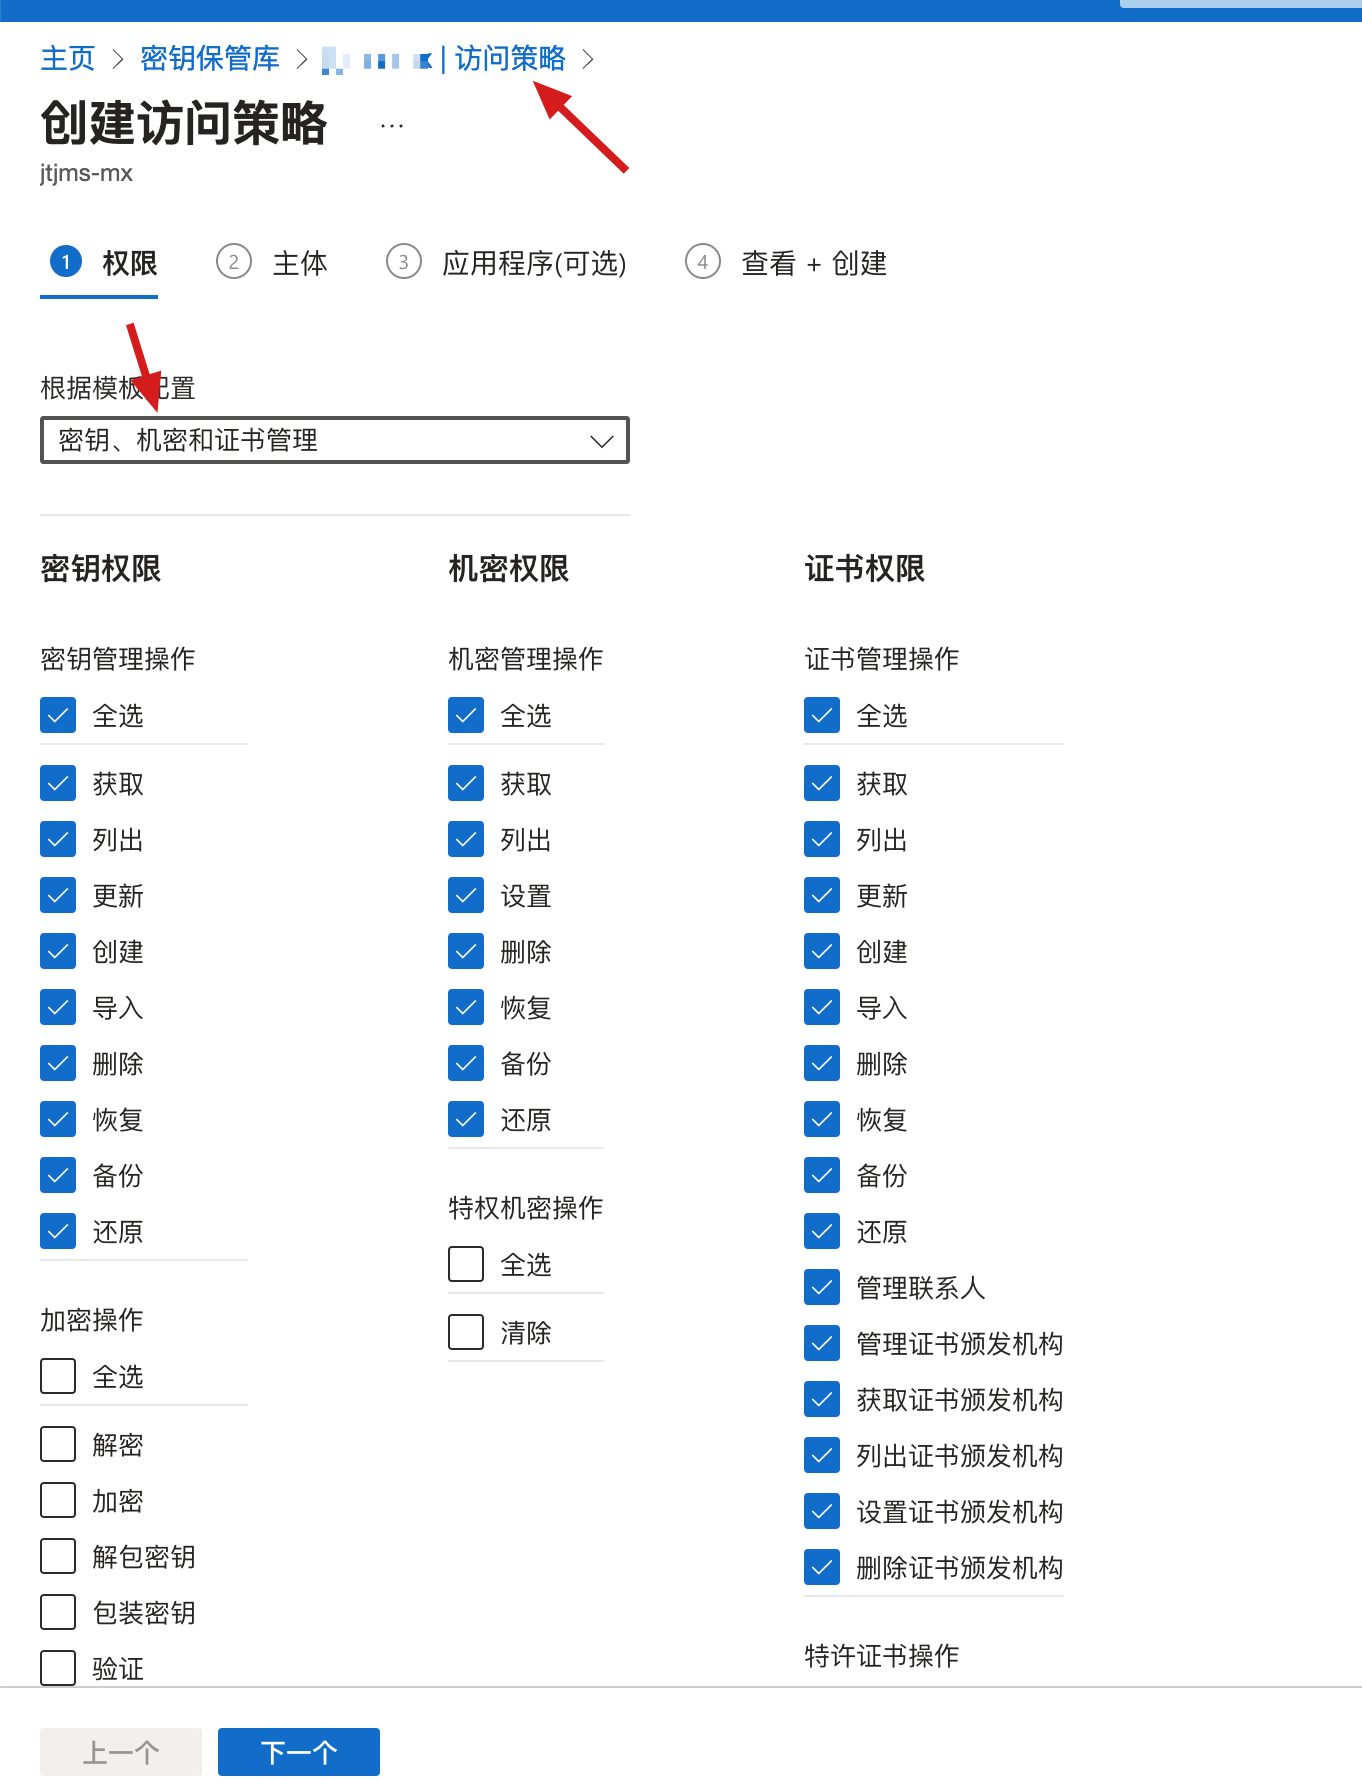 主页 > 密钥保管库 > | 访问策略 >
创建访问策略 ...
jtjms-mx
1 权限 2 主体 3 应用程序(可选) 4 查看 + 创建
根据模板配置
密钥、机密和证书管理
密钥权限 机密权限 证书权限
密钥管理操作 机密管理操作 证书管理操作
全选 全选 全选
获取 获取 获取
列出 列出 列出
更新 设置 更新
创建 删除 创建
导入 恢复 导入
删除 备份 删除
恢复 还原 恢复
备份 备份
特权机密操作
还原 还原
全选 管理联系人
加密操作 清除 管理证书颁发机构
全选 获取证书颁发机构
解密 列出证书颁发机构
加密 设置证书颁发机构
解包密钥 删除证书颁发机构
包装密钥
验证 特许证书操作
上一个 下一个